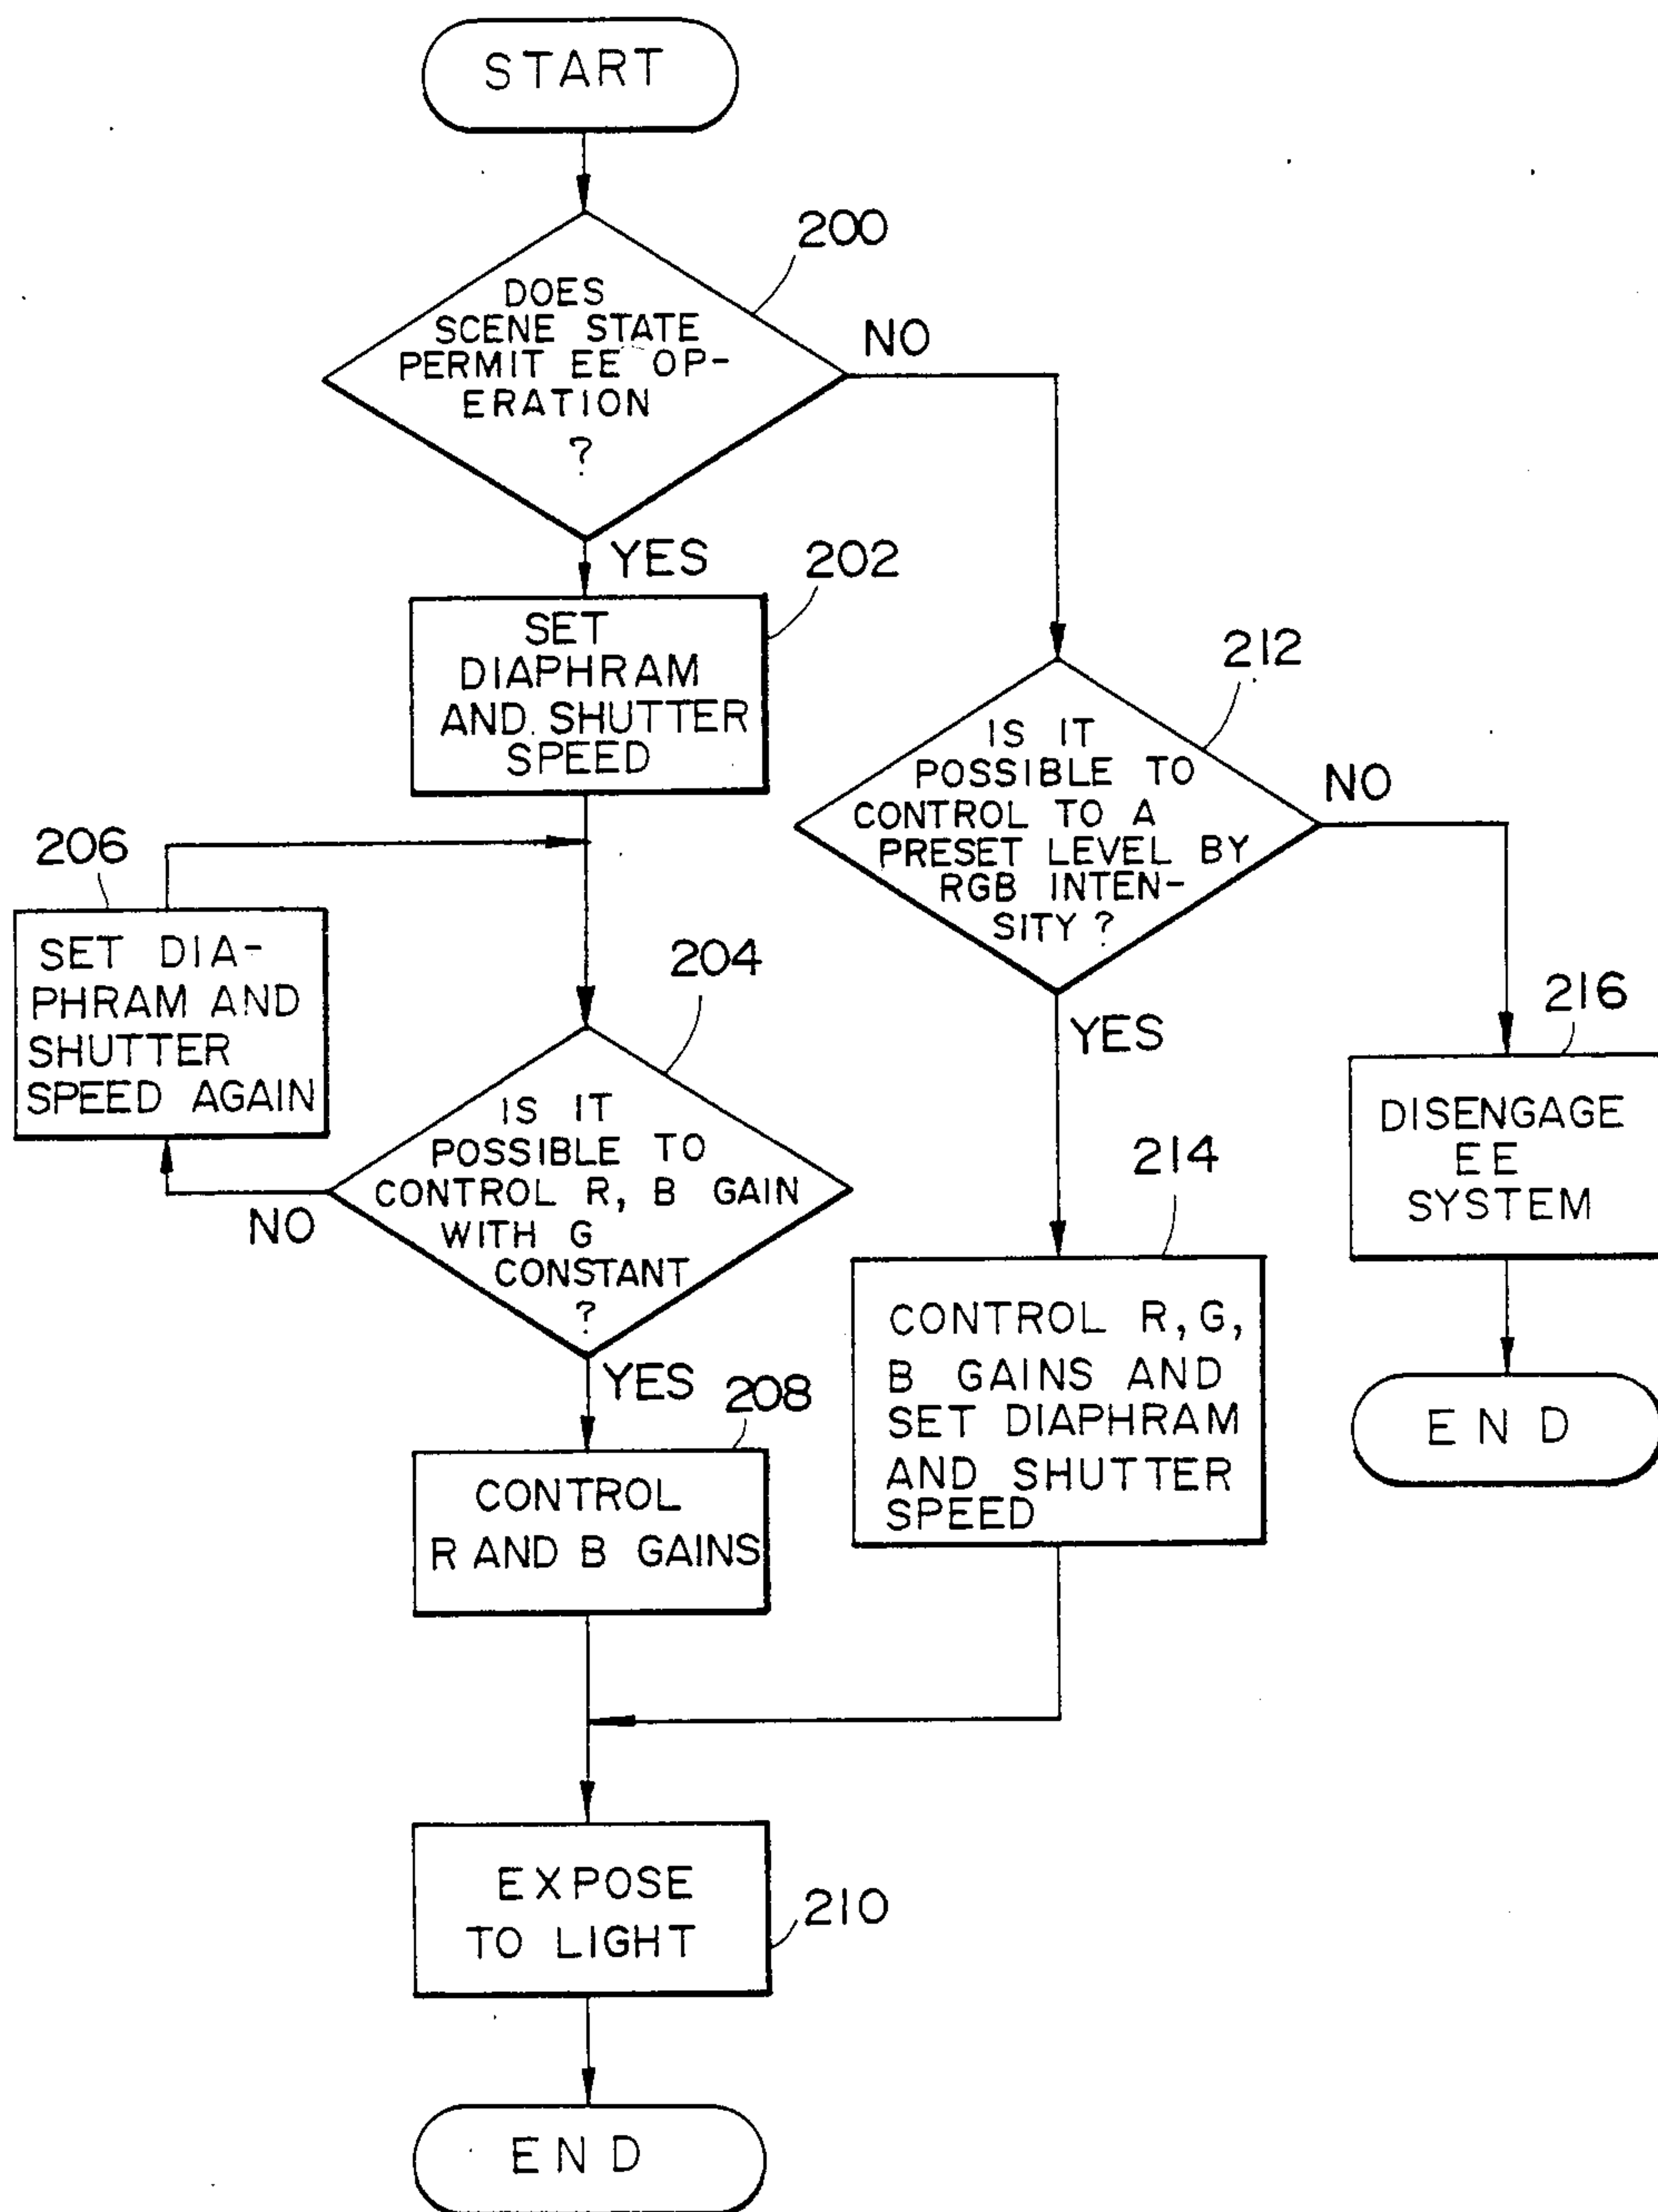 START
200
DOES
SCENE STATE
PERMIT EE OP-
ERATION
?
NO
YES
202
SET
DIAPHRAM
AND SHUTTER
SPEED
212
IS IT
POSSIBLE TO
CONTROL TO A
PRESET LEVEL BY
RGB INTEN-
SITY ?
NO
YES
206
SET DIA-
PHRAM AND
SHUTTER
SPEED AGAIN
204
IS IT
POSSIBLE TO
CONTROL R, B GAIN
WITH G
CONSTANT
?
NO
YES
216
DISENGAGE
EE
SYSTEM
END
214
CONTROL R, G,
B GAINS AND
SET DIAPHRAM
AND SHUTTER
SPEED
208
CONTROL
R AND B GAINS
EXPOSE
TO LIGHT
210
END